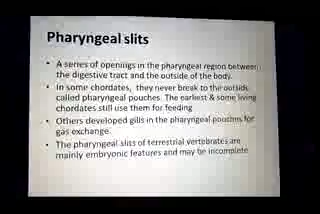 Pharyngeal slits
• A series of openings in the pharyngeal region between
the digestive tract and the outside of the body.
• In some chordates, they never break to the outside,
called pharyngeal pouches. The earliest & some living
chordates still use them for feeding
• Others developed gills in the pharyngeal pouches for
gas exchange.
• The pharyngeal slits of terrestrial vertebrates are
mainly embryonic features and may be incomplete